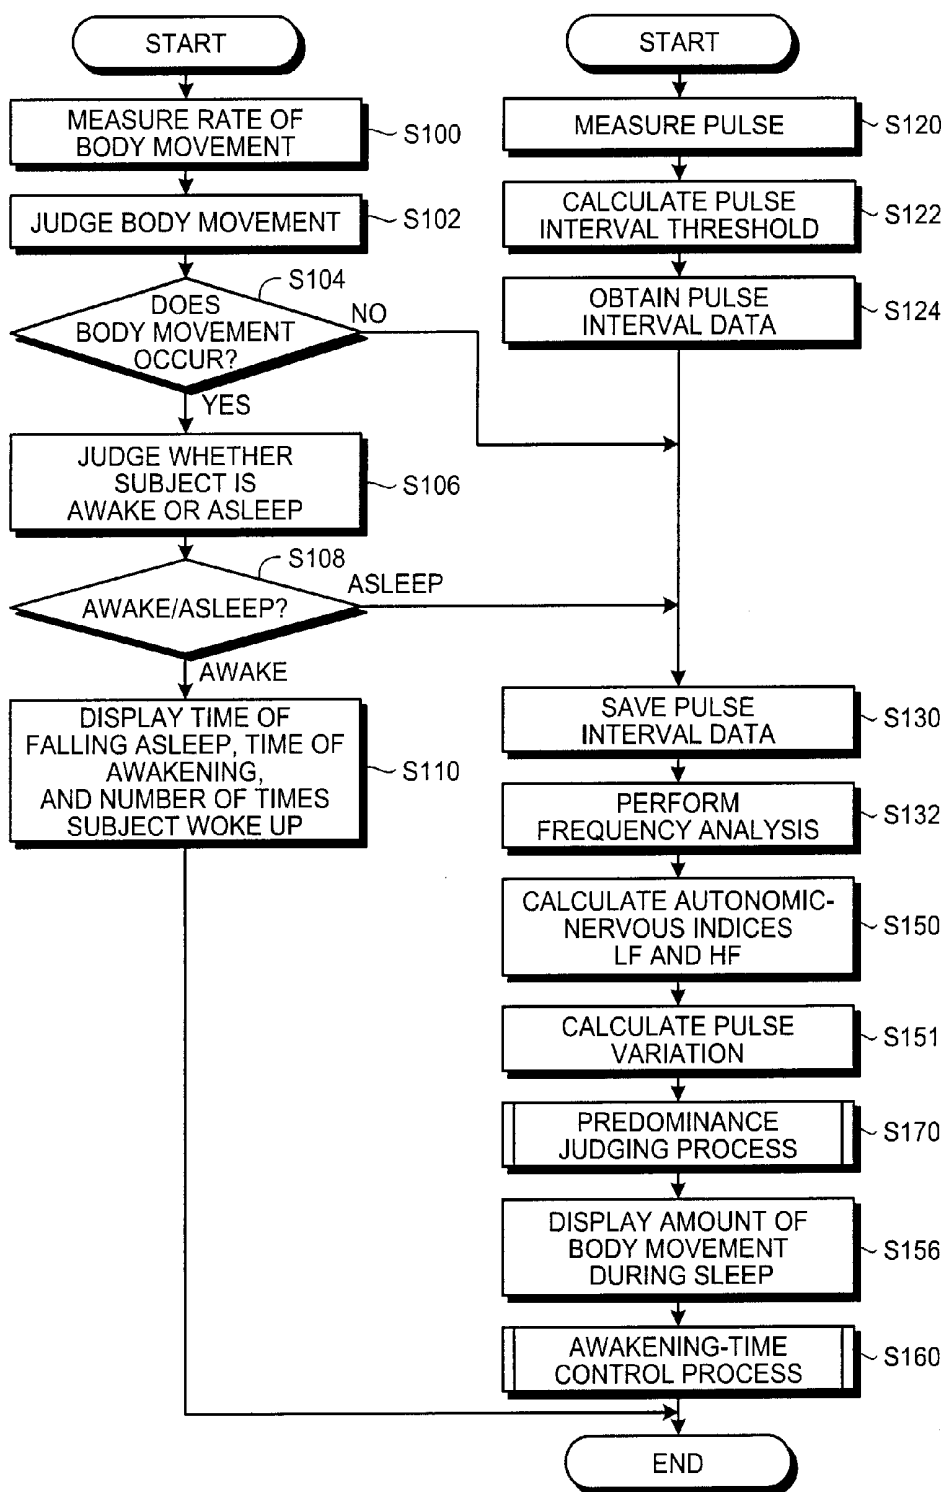 START
MEASURE RATE OF
BODY MOVEMENT
S100
JUDGE BODY MOVEMENT
S102
S104
DOES
BODY MOVEMENT
OCCUR?
NO
YES
JUDGE WHETHER
SUBJECT IS
AWAKE OR ASLEEP
S106
S108
AWAKE/ASLEEP?
ASLEEP
AWAKE
DISPLAY TIME OF
FALLING ASLEEP, TIME OF
AWAKENING,
AND NUMBER OF TIMES
SUBJECT WOKE UP
S110
START
MEASURE PULSE
S120
CALCULATE PULSE
INTERVAL THRESHOLD
S122
OBTAIN PULSE
INTERVAL DATA
S124
SAVE PULSE
INTERVAL DATA
S130
PERFORM
FREQUENCY ANALYSIS
S132
CALCULATE AUTONOMIC-
NERVOUS INDICES
LF AND HF
S150
CALCULATE PULSE
VARIATION
S151
PREDOMINANCE
JUDGING PROCESS
S170
DISPLAY AMOUNT OF
BODY MOVEMENT
DURING SLEEP
S156
AWAKENING-TIME
CONTROL PROCESS
S160
END